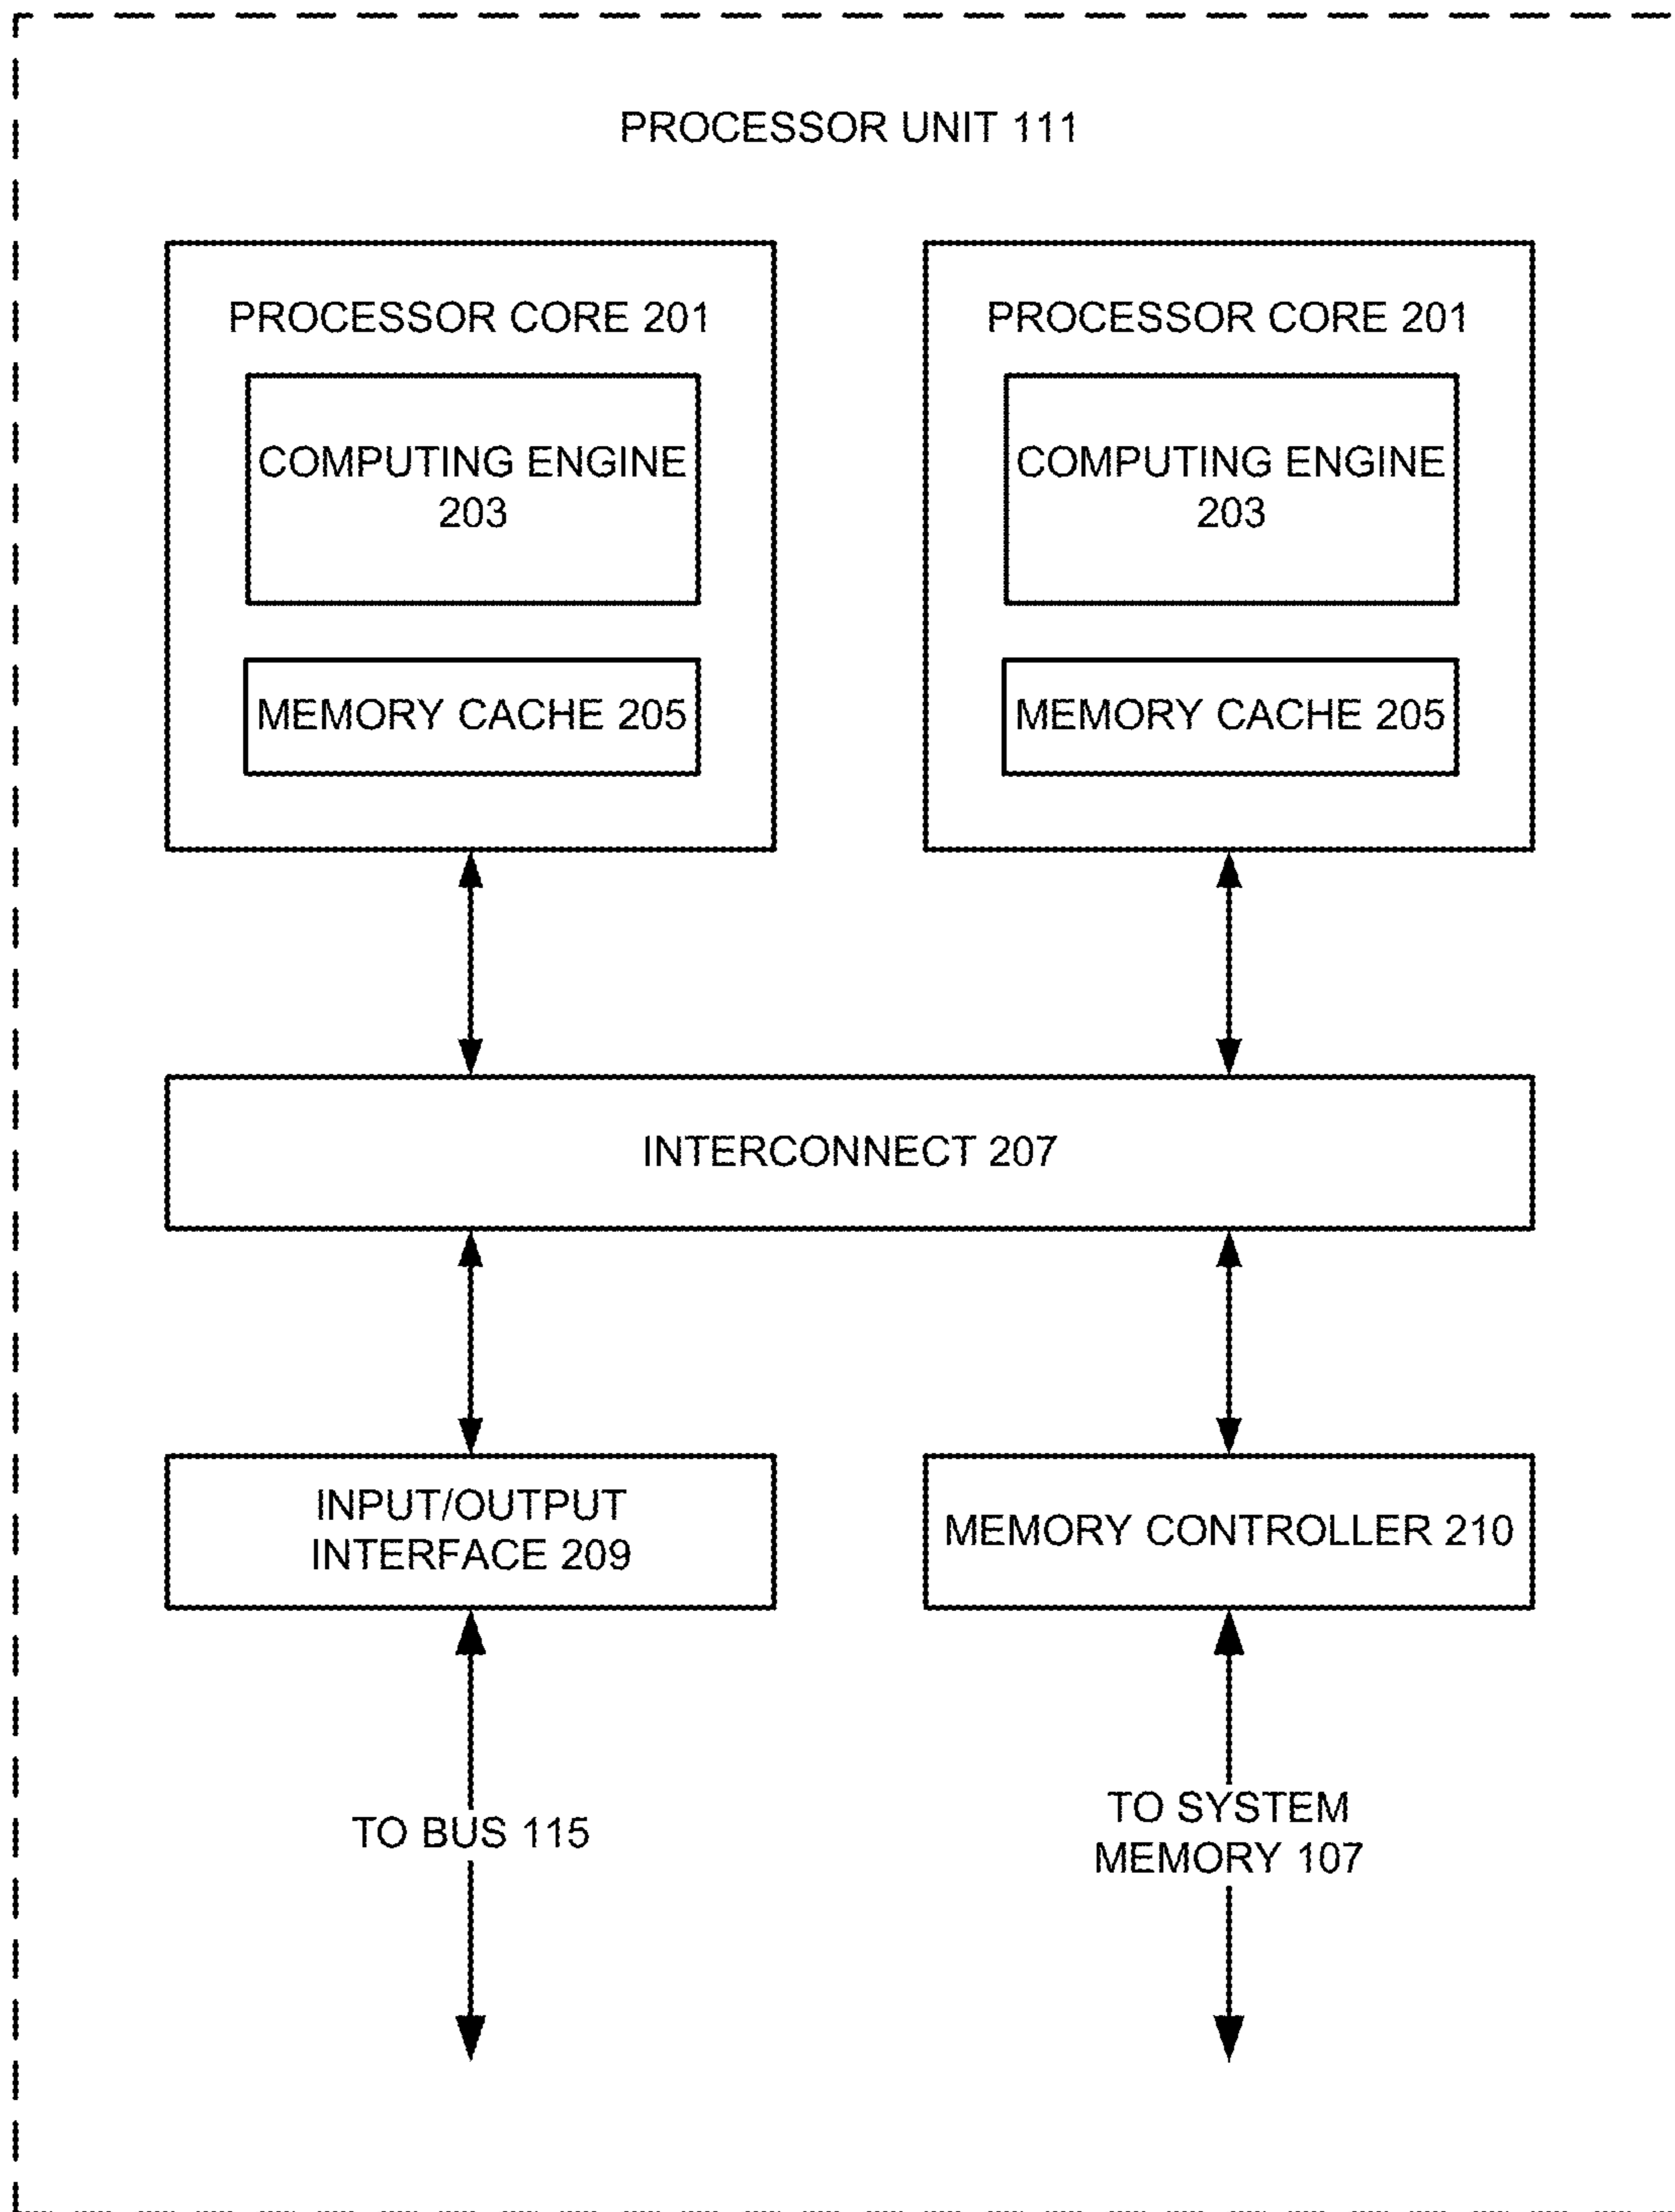 PROCESSOR UNIT 111
PROCESSOR CORE 201
COMPUTING ENGINE
203
MEMORY CACHE 205
PROCESSOR CORE 201
COMPUTING ENGINE
203
MEMORY CACHE 205
INTERCONNECT 207
INPUT/OUTPUT
INTERFACE 209
MEMORY CONTROLLER 210
TO BUS 115
TO SYSTEM
MEMORY 107